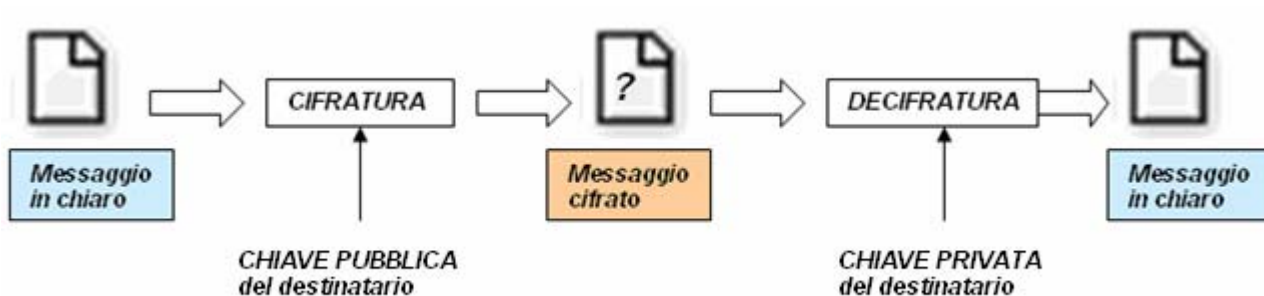 CIFRATURA
?
DECIFRATURA
Messaggio
in chiaro
Messaggio
cifrato
Messaggio
in chiaro
CHIAVE PUBBLICA
del destinatario
CHIAVE PRIVATA
del destinatario